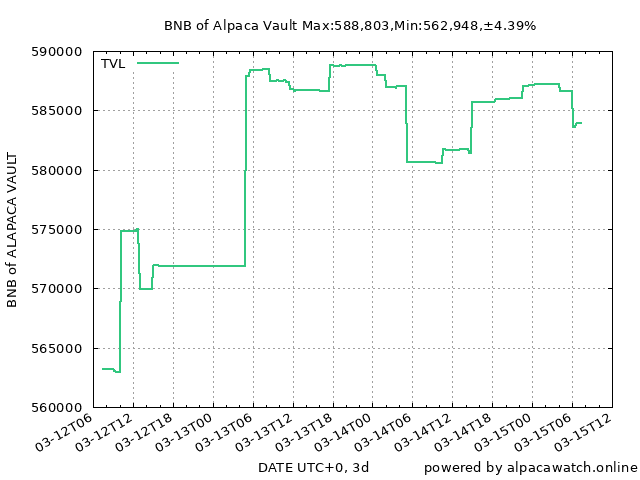 BNB of Alpaca Vault Max:588,803,Min:562,948,±4.39%
TVL
590000
585000
580000
575000
570000
565000
560000
BNB of ALAPACA VAULT
03-12T06
03-12T12
03-12T18
03-13T00
03-13T06
03-13T12
03-13T18
03-14T00
03-14T06
03-14T12
03-14T18
03-15T00
03-15T06
03-15T12
DATE UTC+0, 3d
powered by alpacawatch.online